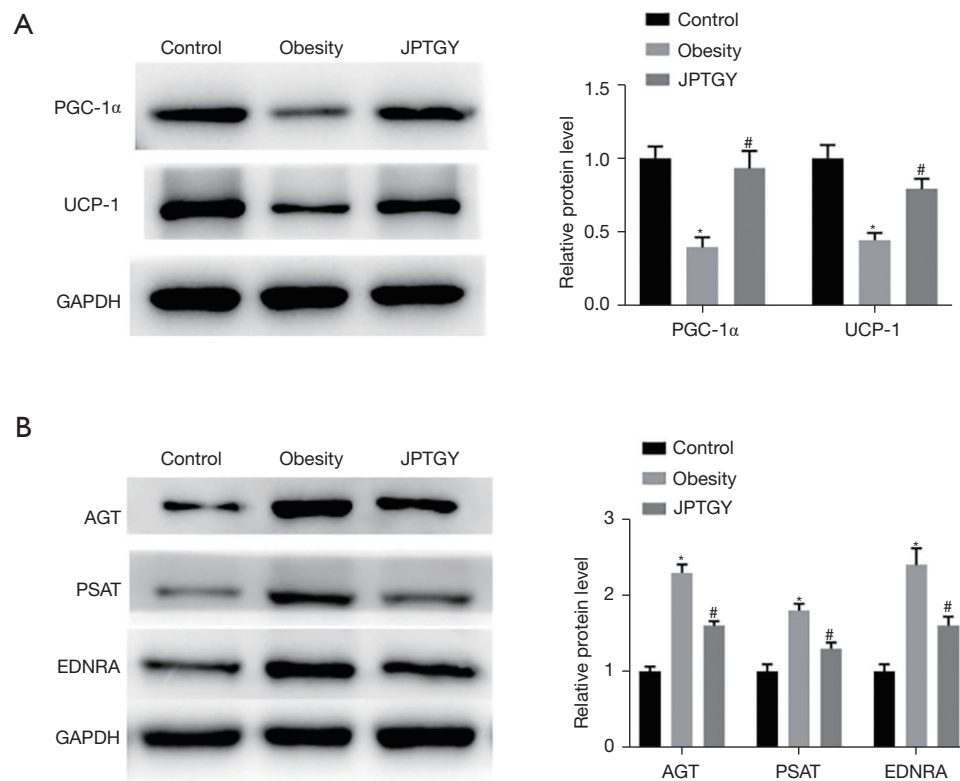 A
Control Obesity JPTGY
PGC-1α
UCP-1
GAPDH
Control
Obesity
JPTGY
Relative protein level
1.5
1.0
0.5
0.0
* # * #
PGC-1α UCP-1
B
Control Obesity JPTGY
AGT
PSAT
EDNRA
GAPDH
Control
Obesity
JPTGY
Relative protein level
3
2
1
0
* # * # * #
AGT PSAT EDNRA